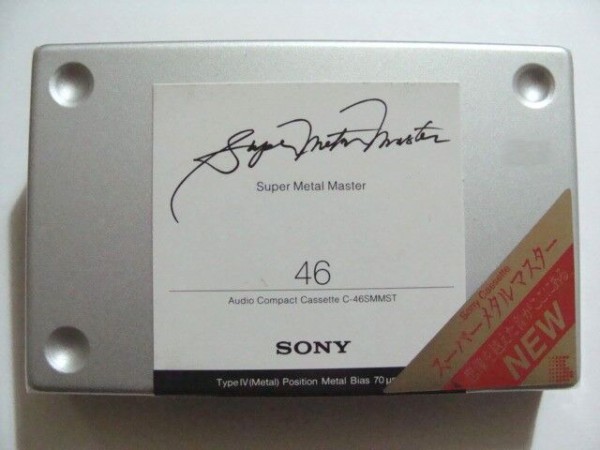 Super Metal Master
Super Metal Master
46
Audio Compact Cassette C-46SMMST
SONY
Type IV (Metal) Position Metal Bias 70µ
Sony Cassette
スーパーメタルマスター
NEW